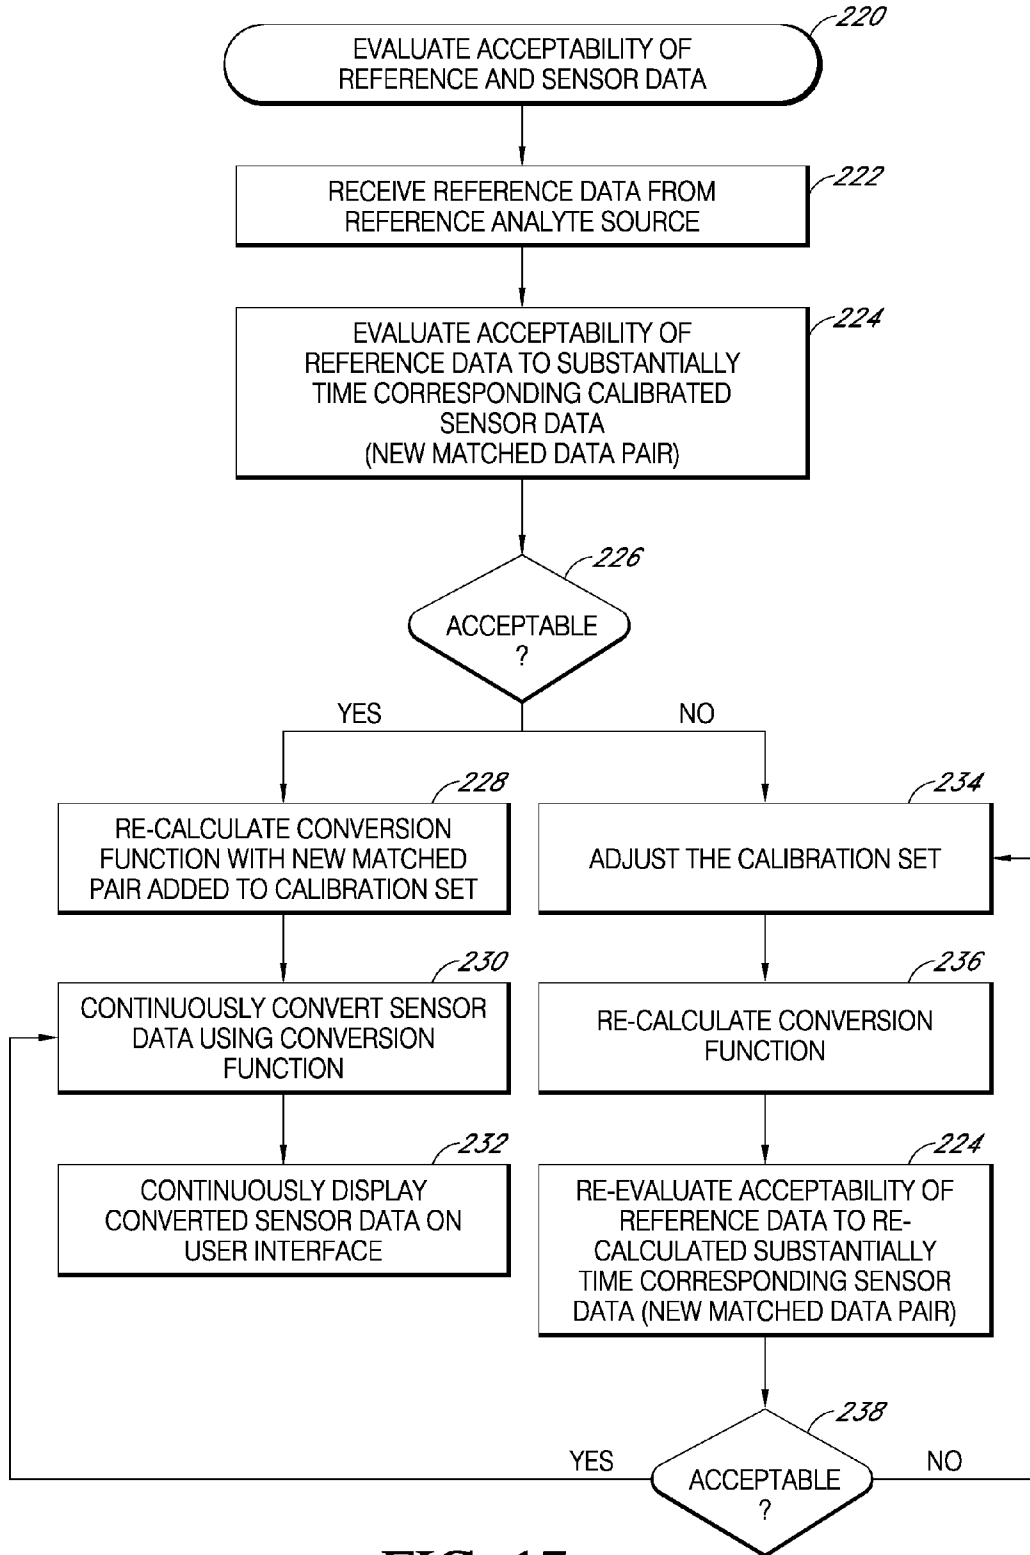 220
EVALUATE ACCEPTABILITY OF
REFERENCE AND SENSOR DATA
222
RECEIVE REFERENCE DATA FROM
REFERENCE ANALYTE SOURCE
224
EVALUATE ACCEPTABILITY OF
REFERENCE DATA TO SUBSTANTIALLY
TIME CORRESPONDING CALIBRATED
SENSOR DATA
(NEW MATCHED DATA PAIR)
226
ACCEPTABLE
?
YES
NO
228
RE-CALCULATE CONVERSION
FUNCTION WITH NEW MATCHED
PAIR ADDED TO CALIBRATION SET
234
ADJUST THE CALIBRATION SET
230
CONTINUOUSLY CONVERT SENSOR
DATA USING CONVERSION
FUNCTION
236
RE-CALCULATE CONVERSION
FUNCTION
232
CONTINUOUSLY DISPLAY
CONVERTED SENSOR DATA ON
USER INTERFACE
224
RE-EVALUATE ACCEPTABILITY OF
REFERENCE DATA TO RE-
CALCULATED SUBSTANTIALLY
TIME CORRESPONDING SENSOR
DATA (NEW MATCHED DATA PAIR)
238
YES
ACCEPTABLE
?
NO